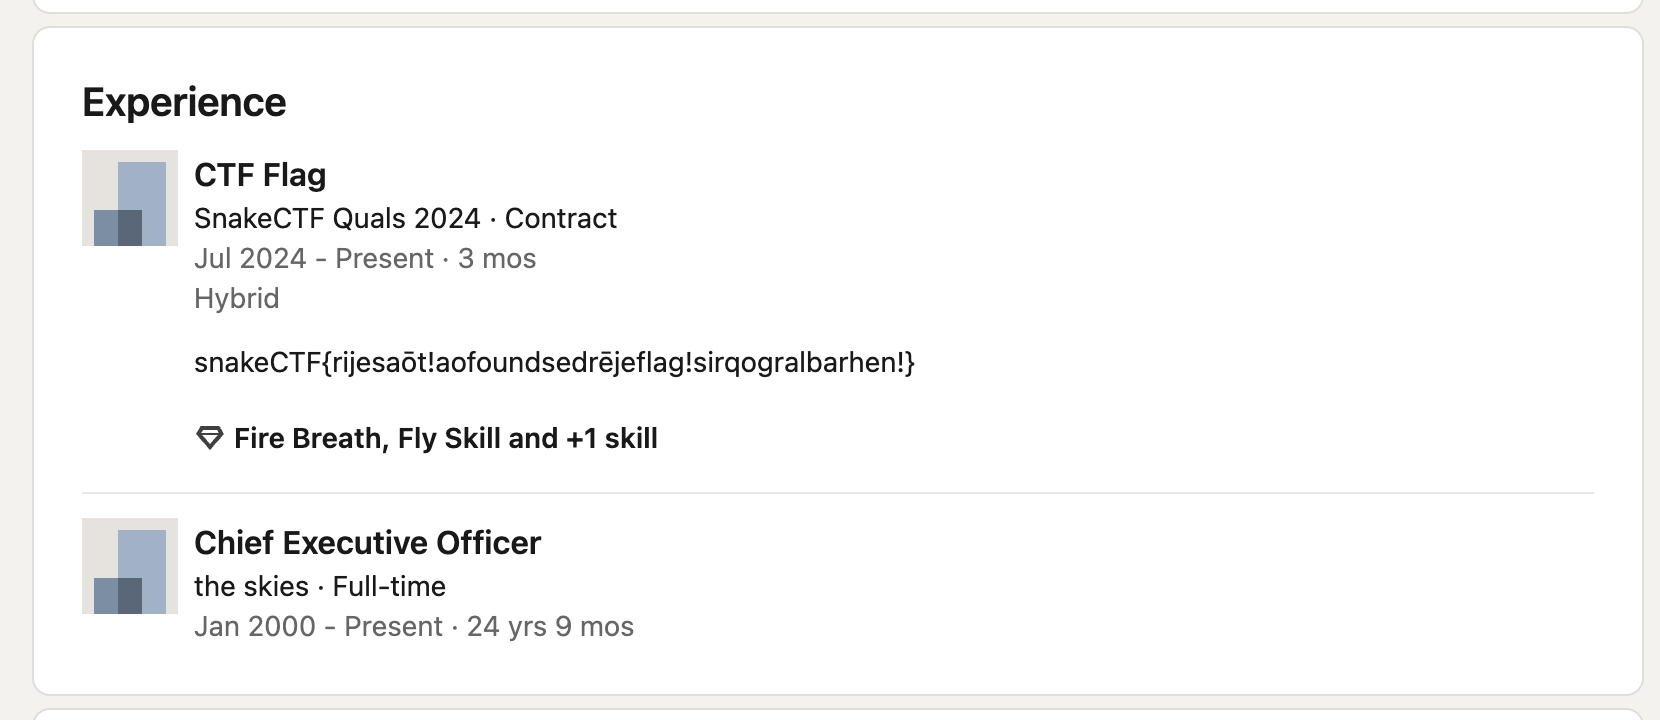 Experience
CTF Flag
SnakeCTF Quals 2024 · Contract
Jul 2024 - Present · 3 mos
Hybrid
snakeCTF{rijesaōt!aofoundsedrējeflag!sirqogralbarhen!}
Fire Breath, Fly Skill and +1 skill
Chief Executive Officer
the skies · Full-time
Jan 2000 - Present · 24 yrs 9 mos